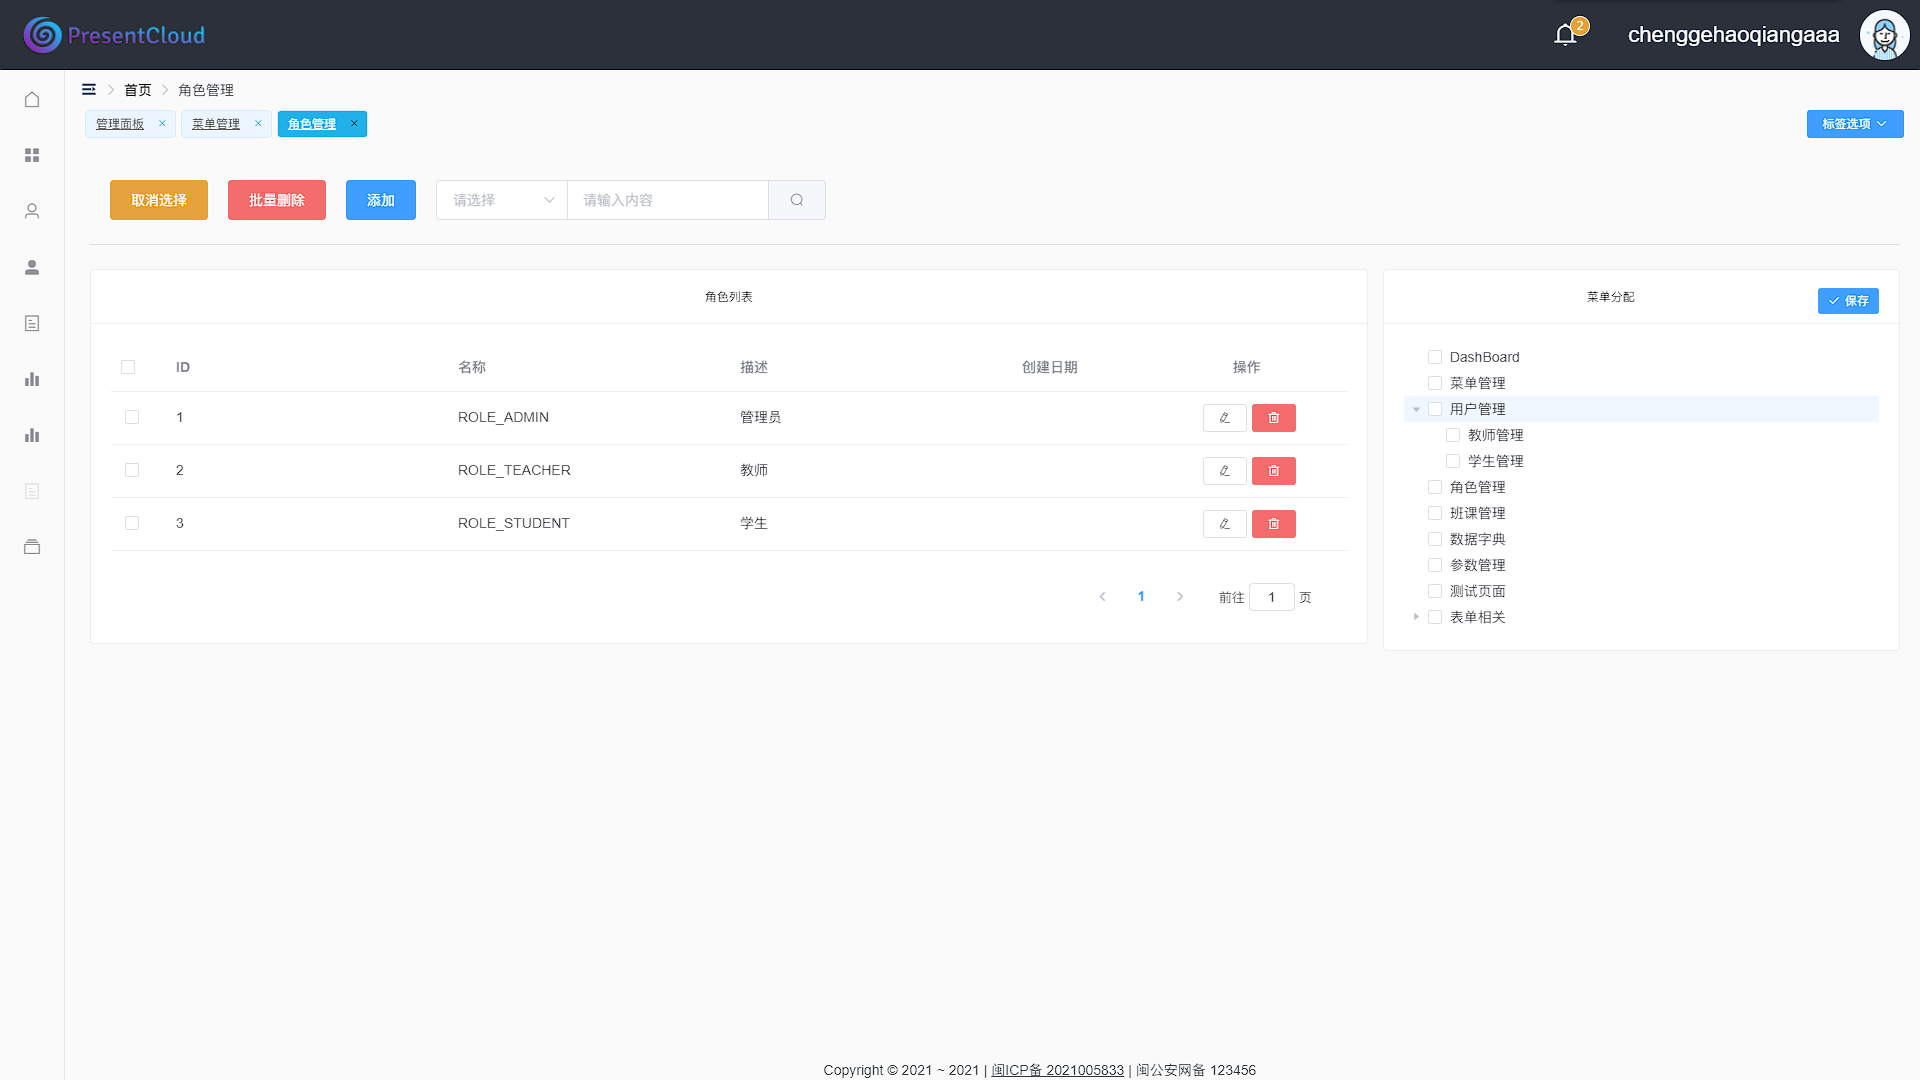 PresentCloud
2
chenggehaoqiangaaa
首页
角色管理
管理面板
菜单管理
角色管理
标签选项
取消选择
批量删除
添加
请选择
请输入内容
角色列表
ID
名称
描述
创建日期
操作
1
ROLE_ADMIN
管理员
2
ROLE_TEACHER
教师
3
ROLE_STUDENT
学生
1
前往
1
页
菜单分配
保存
DashBoard
菜单管理
用户管理
教师管理
学生管理
角色管理
班课管理
数据字典
参数管理
测试页面
表单相关
Copyright © 2021 ~ 2021 | 闽ICP备 2021005833 | 闽公安网备 123456